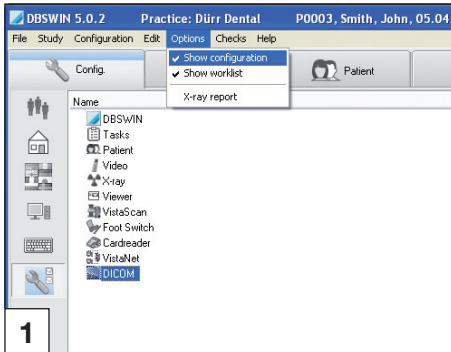 DBSWIN 5.0.2 Practice: Dürr Dental P0003, Smith, John, 05.04
File Study Configuration Edit Options Checks Help
Show configuration
Show worklist
X-ray report
Config.
Patient
Name
DBSWIN
Tasks
Patient
Video
X-ray
Viewer
VistaScan
Foot Switch
Cardreader
VistaNet
DICOM
1